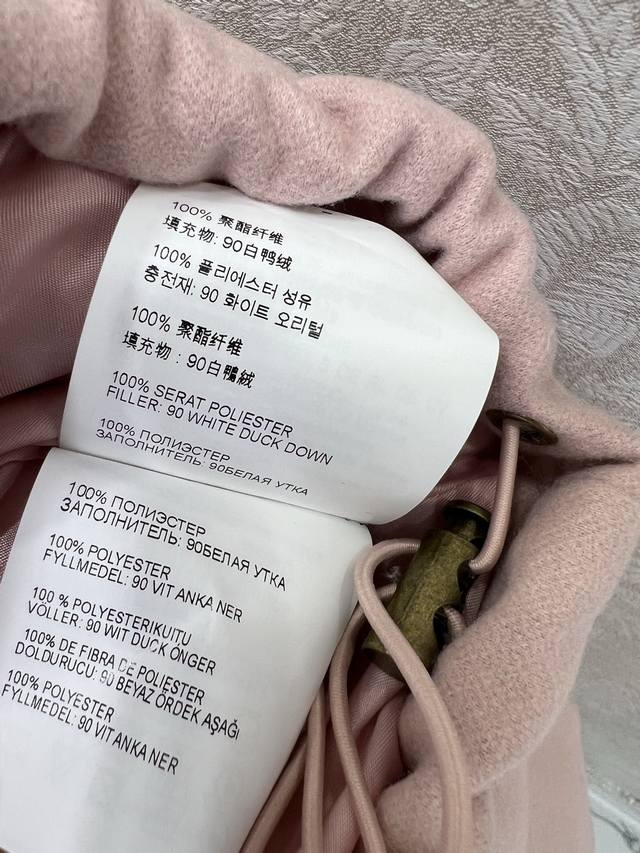 100% 聚酯纤维
填充物: 90白鸭绒
100% 폴리에스터 섬유
충전재: 90 화이트 오리털
100% 聚酯纤维
填充物 : 90白鴨絨
100% SERAT POLIESTER
FILLER: 90 WHITE DUCK DOWN
100% ПОЛИЭСТЕР
ЗАПОЛНИТЕЛЬ: 90БЕЛАЯ УТКА
100% ПОЛИЭСТЕР
ЗАПОЛНИТЕЛЬ: 90БЕЛАЯ УТКА
100% POLYESTER
FYLLMEDEL: 90 VIT ANKA NER
100 % POLYESTERIKUITU
VÖLLER: 90 WIT DUCK ÖNGER
100% DE FIBRA DE POLIESTER
DOLDURUCU: 90 BEYAZ ÖRDEK AŞAĞI
100% POLYESTER
FYLLMEDEL: 90 VIT ANKA NER